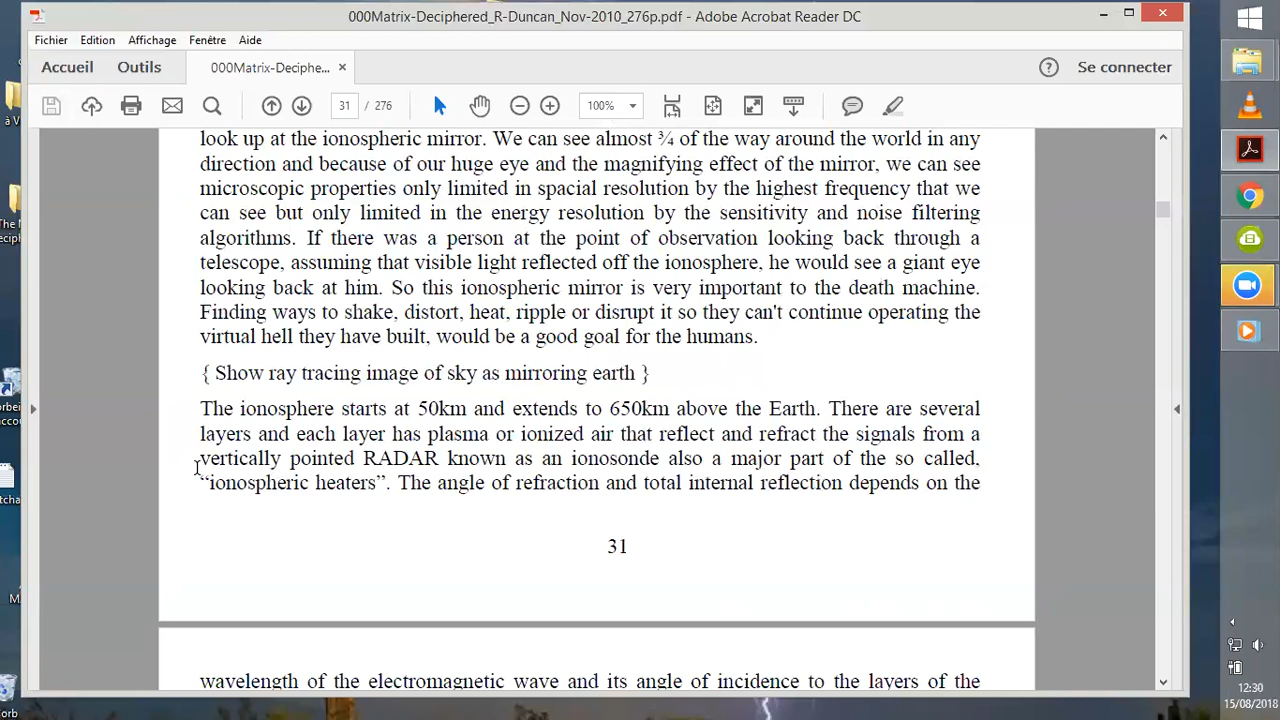 000Matrix-Deciphered_R-Duncan_Nov-2010_276p.pdf - Adobe Acrobat Reader DC
Fichier Edition Affichage Fenêtre Aide
Accueil Outils 000Matrix-Deciphe... × Se connecter
31 / 276 100%
look up at the ionospheric mirror. We can see almost ¾ of the way around the world in any
direction and because of our huge eye and the magnifying effect of the mirror, we can see
microscopic properties only limited in spacial resolution by the highest frequency that we
can see but only limited in the energy resolution by the sensitivity and noise filtering
algorithms. If there was a person at the point of observation looking back through a
telescope, assuming that visible light reflected off the ionosphere, he would see a giant eye
looking back at him. So this ionospheric mirror is very important to the death machine.
Finding ways to shake, distort, heat, ripple or disrupt it so they can't continue operating the
virtual hell they have built, would be a good goal for the humans.
{ Show ray tracing image of sky as mirroring earth }
The ionosphere starts at 50km and extends to 650km above the Earth. There are several
layers and each layer has plasma or ionized air that reflect and refract the signals from a
vertically pointed RADAR known as an ionosonde also a major part of the so called,
“ionospheric heaters”. The angle of refraction and total internal reflection depends on the
31
wavelength of the electromagnetic wave and its angle of incidence to the layers of the
12:30
15/08/2018